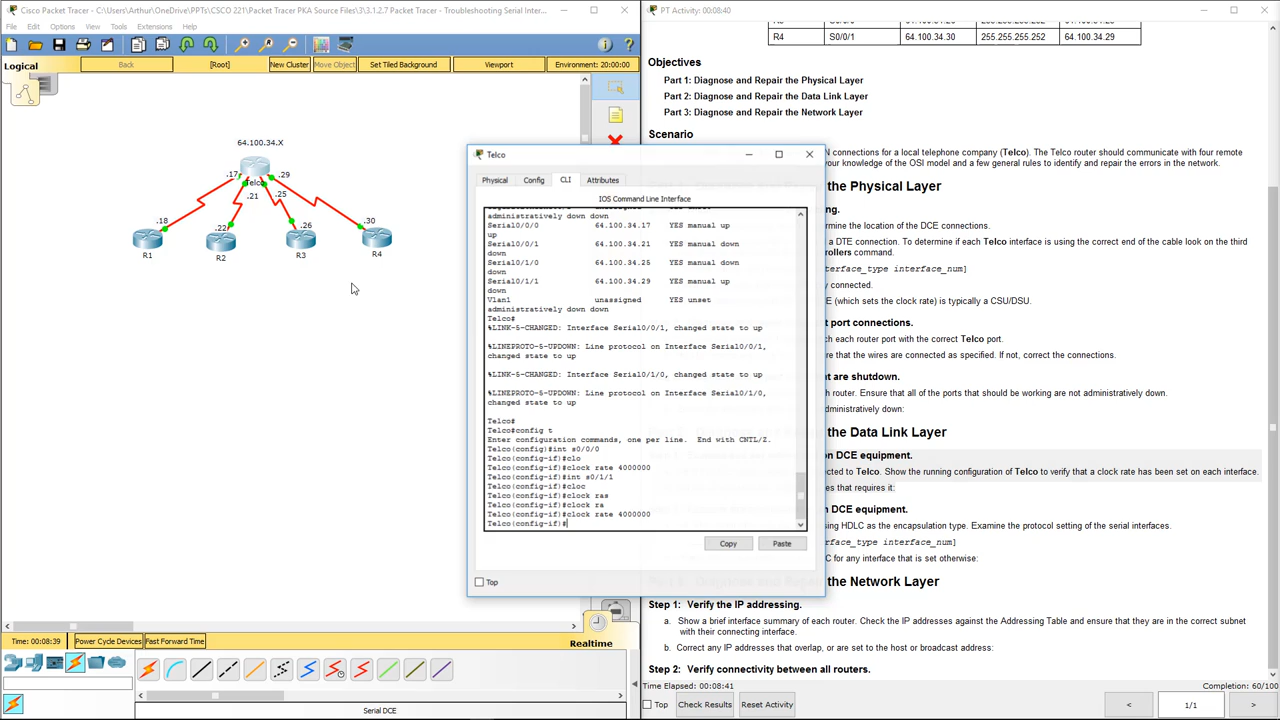 Cisco Packet Tracer - C:\Users\Arthur\OneDrive\PPTs\CSCO 221\Packet Tracer PKA Source Files\3\3.1.2.7 Packet Tracer - Troubleshooting Serial Inter...
File Edit Options View Tools Extensions Help
Logical
Back
[Root]
New Cluster
Move Object
Set Tiled Background
Viewport
Environment: 20:00:00
64.100.34.X
.17
Telco
.29
.21
.25
.18
.22
.26
.30
R1
R2
R3
R4
Time: 00:08:39
Power Cycle Devices
Fast Forward Time
Realtime
Serial DCE
Telco
Physical
Config
CLI
Attributes
IOS Command Line Interface
administratively down down
Serial0/0/0 64.100.34.17 YES manual up
up
Serial0/0/1 64.100.34.21 YES manual down
down
Serial0/1/0 64.100.34.25 YES manual down
down
Serial0/1/1 64.100.34.29 YES manual up
down
Vlan1 unassigned YES unset
administratively down down
Telco#
%LINK-5-CHANGED: Interface Serial0/0/1, changed state to up
%LINEPROTO-5-UPDOWN: Line protocol on Interface Serial0/0/1,
changed state to up
%LINK-5-CHANGED: Interface Serial0/1/0, changed state to up
%LINEPROTO-5-UPDOWN: Line protocol on Interface Serial0/1/0,
changed state to up
Telco#
Telco#config t
Enter configuration commands, one per line. End with CNTL/Z.
Telco(config)#int s0/0/0
Telco(config-if)#clo
Telco(config-if)#clock rate 4000000
Telco(config-if)#int s0/1/1
Telco(config-if)#cloc
Telco(config-if)#clock ras
Telco(config-if)#clock ra
Telco(config-if)#clock rate 4000000
Telco(config-if)#
Copy
Paste
Top
PT Activity: 00:08:40
R4 S0/0/1 64.100.34.30 255.255.255.252 64.100.34.29
Objectives
Part 1: Diagnose and Repair the Physical Layer
Part 2: Diagnose and Repair the Data Link Layer
Part 3: Diagnose and Repair the Network Layer
Scenario
N connections for a local telephone company (Telco). The Telco router should communicate with four remote
your knowledge of the OSI model and a few general rules to identify and repair the errors in the network.
the Physical Layer
ing.
termine the location of the DCE connections.
a DTE connection. To determine if each Telco interface is using the correct end of the cable look on the third
rollers command.
interface_type interface_num]
y connected.
E (which sets the clock rate) is typically a CSU/DSU.
t port connections.
ch each router port with the correct Telco port.
re that the wires are connected as specified. If not, correct the connections.
at are shutdown.
h router. Ensure that all of the ports that should be working are not administratively down.
administratively down:
the Data Link Layer
on DCE equipment.
ected to Telco. Show the running configuration of Telco to verify that a clock rate has been set on each interface.
es that requires it:
on DCE equipment.
using HDLC as the encapsulation. Examine the protocol setting of the serial interfaces.
erface_type interface_num]
C for any interface that is set otherwise:
the Network Layer
Step 1: Verify the IP addressing.
a. Show a brief interface summary of each router. Check the IP addresses against the Addressing Table and ensure that they are in the correct subnet
with their connecting interface.
b. Correct any IP addresses that overlap, or are set to the host or broadcast address:
Step 2: Verify connectivity between all routers.
Time Elapsed: 00:08:41
Completion: 60/100
Top
Check Results
Reset Activity
<
1/1
>